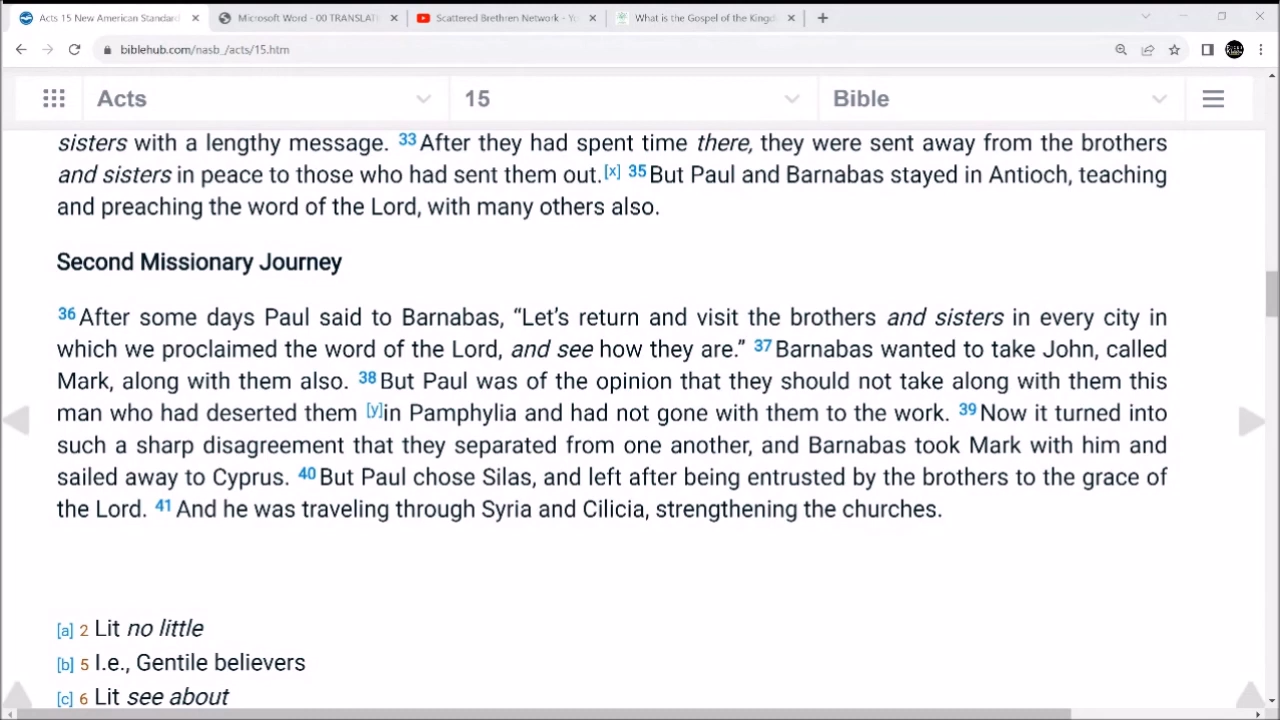 Acts 15 New American Standard
Microsoft Word - 00 TRANSLAT
Scattered Brethren Network - Yo
What is the Gospel of the Kingd
biblehub.com/nasb_/acts/15.htm
Acts
15
Bible
sisters with a lengthy message. 33 After they had spent time there, they were sent away from the brothers
and sisters in peace to those who had sent them out.[x] 35 But Paul and Barnabas stayed in Antioch, teaching
and preaching the word of the Lord, with many others also.
Second Missionary Journey
36 After some days Paul said to Barnabas, “Let’s return and visit the brothers and sisters in every city in
which we proclaimed the word of the Lord, and see how they are.” 37 Barnabas wanted to take John, called
Mark, along with them also. 38 But Paul was of the opinion that they should not take along with them this
man who had deserted them [y]in Pamphylia and had not gone with them to the work. 39 Now it turned into
such a sharp disagreement that they separated from one another, and Barnabas took Mark with him and
sailed away to Cyprus. 40 But Paul chose Silas, and left after being entrusted by the brothers to the grace of
the Lord. 41 And he was traveling through Syria and Cilicia, strengthening the churches.
[a] 2 Lit no little
[b] 5 I.e., Gentile believers
[c] 6 Lit see about